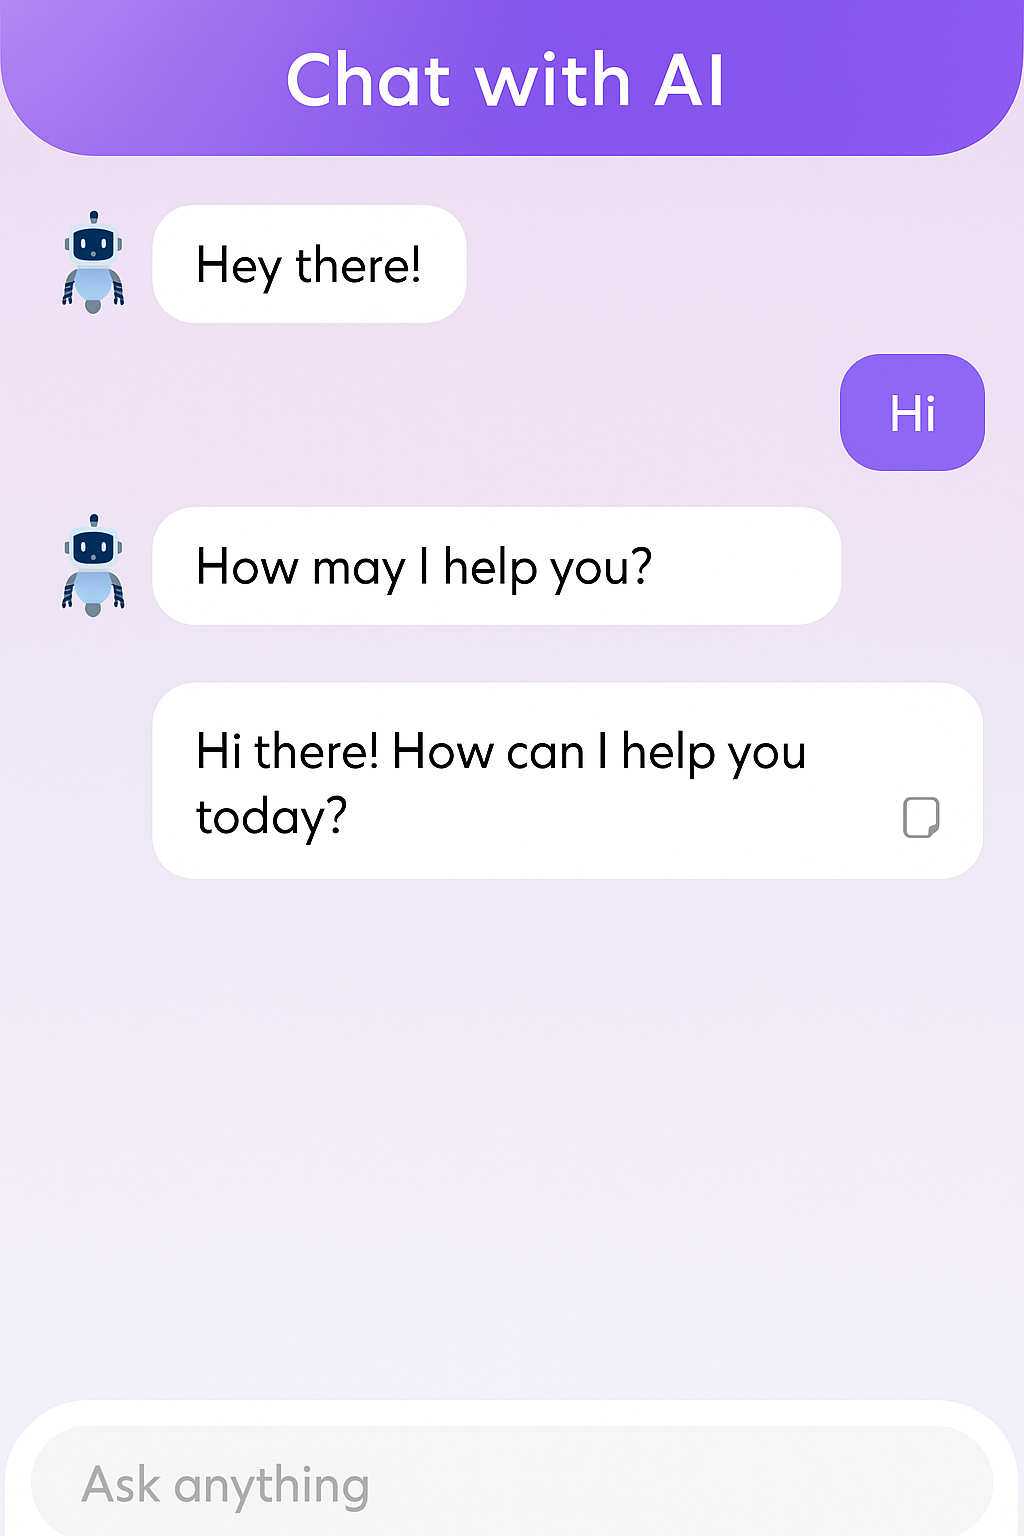 Chat with AI
Hey there!
Hi
How may I help you?
Hi there! How can I help you
today?
Ask anything